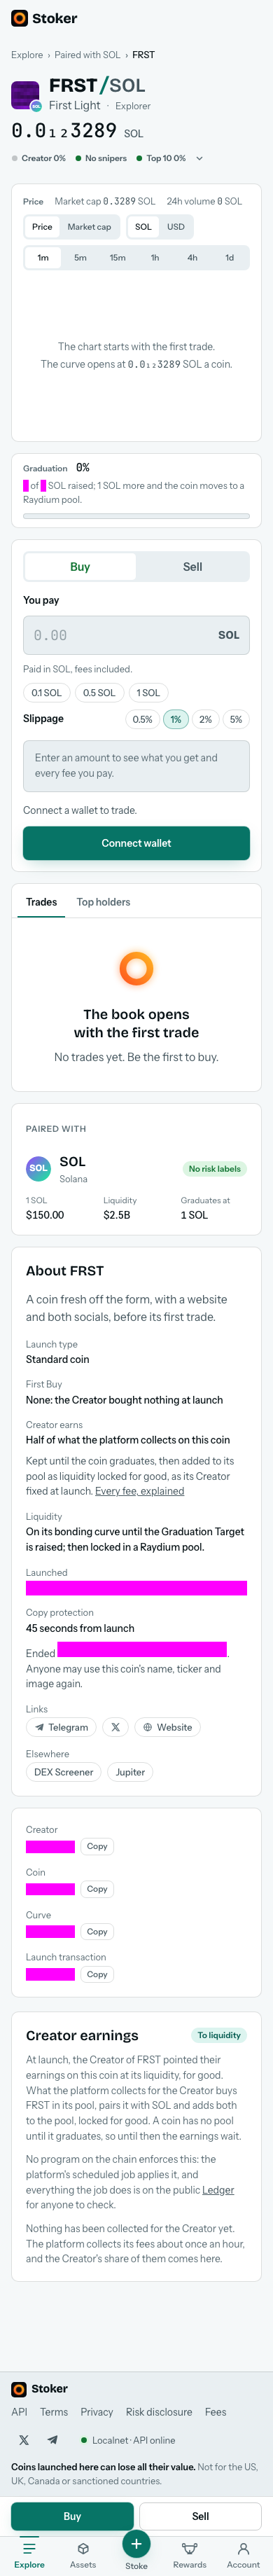 Stoker
Explore › Paired with SOL › FRST
FRST/SOL
SOL
First Light · Explorer
0.0₁₂3289 SOL
Creator 0% No snipers Top 10 0%
Price Market cap 0.3289 SOL 24h volume 0 SOL
Price Market cap SOL USD
1m 5m 15m 1h 4h 1d
The chart starts with the first trade.
The curve opens at 0.0₁₂3289 SOL a coin.
Graduation 0%
of SOL raised; 1 SOL more and the coin moves to a
Raydium pool.
Buy Sell
You pay
0.00 SOL
Paid in SOL, fees included.
0.1 SOL 0.5 SOL 1 SOL
Slippage 0.5% 1% 2% 5%
Enter an amount to see what you get and
every fee you pay.
Connect a wallet to trade.
Connect wallet
Trades Top holders
The book opens
with the first trade
No trades yet. Be the first to buy.
PAIRED WITH
SOL SOL No risk labels
Solana
1 SOL Liquidity Graduates at
$150.00 $2.5B 1 SOL
About FRST
A coin fresh off the form, with a website
and both socials, before its first trade.
Launch type
Standard coin
First Buy
None: the Creator bought nothing at launch
Creator earns
Half of what the platform collects on this coin
Kept until the coin graduates, then added to its
pool as liquidity locked for good, as its Creator
fixed at launch. Every fee, explained
Liquidity
On its bonding curve until the Graduation Target
is raised; then locked in a Raydium pool.
Launched
Copy protection
45 seconds from launch
Ended .
Anyone may use this coin's name, ticker and
image again.
Links
Telegram Website
Elsewhere
DEX Screener Jupiter
Creator
Copy
Coin
Copy
Curve
Copy
Launch transaction
Copy
Creator earnings To liquidity
At launch, the Creator of FRST pointed their
earnings on this coin at its liquidity, for good.
What the platform collects for the Creator buys
FRST in its pool, pairs it with SOL and adds both
to the pool, locked for good. A coin has no pool
until it graduates, so until then the earnings wait.
No program on the chain enforces this: the
platform's scheduled job applies it, and
everything the job does is on the public Ledger
for anyone to check.
Nothing has been collected for the Creator yet.
The platform collects its fees about once an hour,
and the Creator's share of them comes here.
Stoker
API Terms Privacy Risk disclosure Fees
Localnet · API online
Coins launched here can lose all their value. Not for the US,
UK, Canada or sanctioned countries.
Buy Sell
Explore Assets Stoke Rewards Account